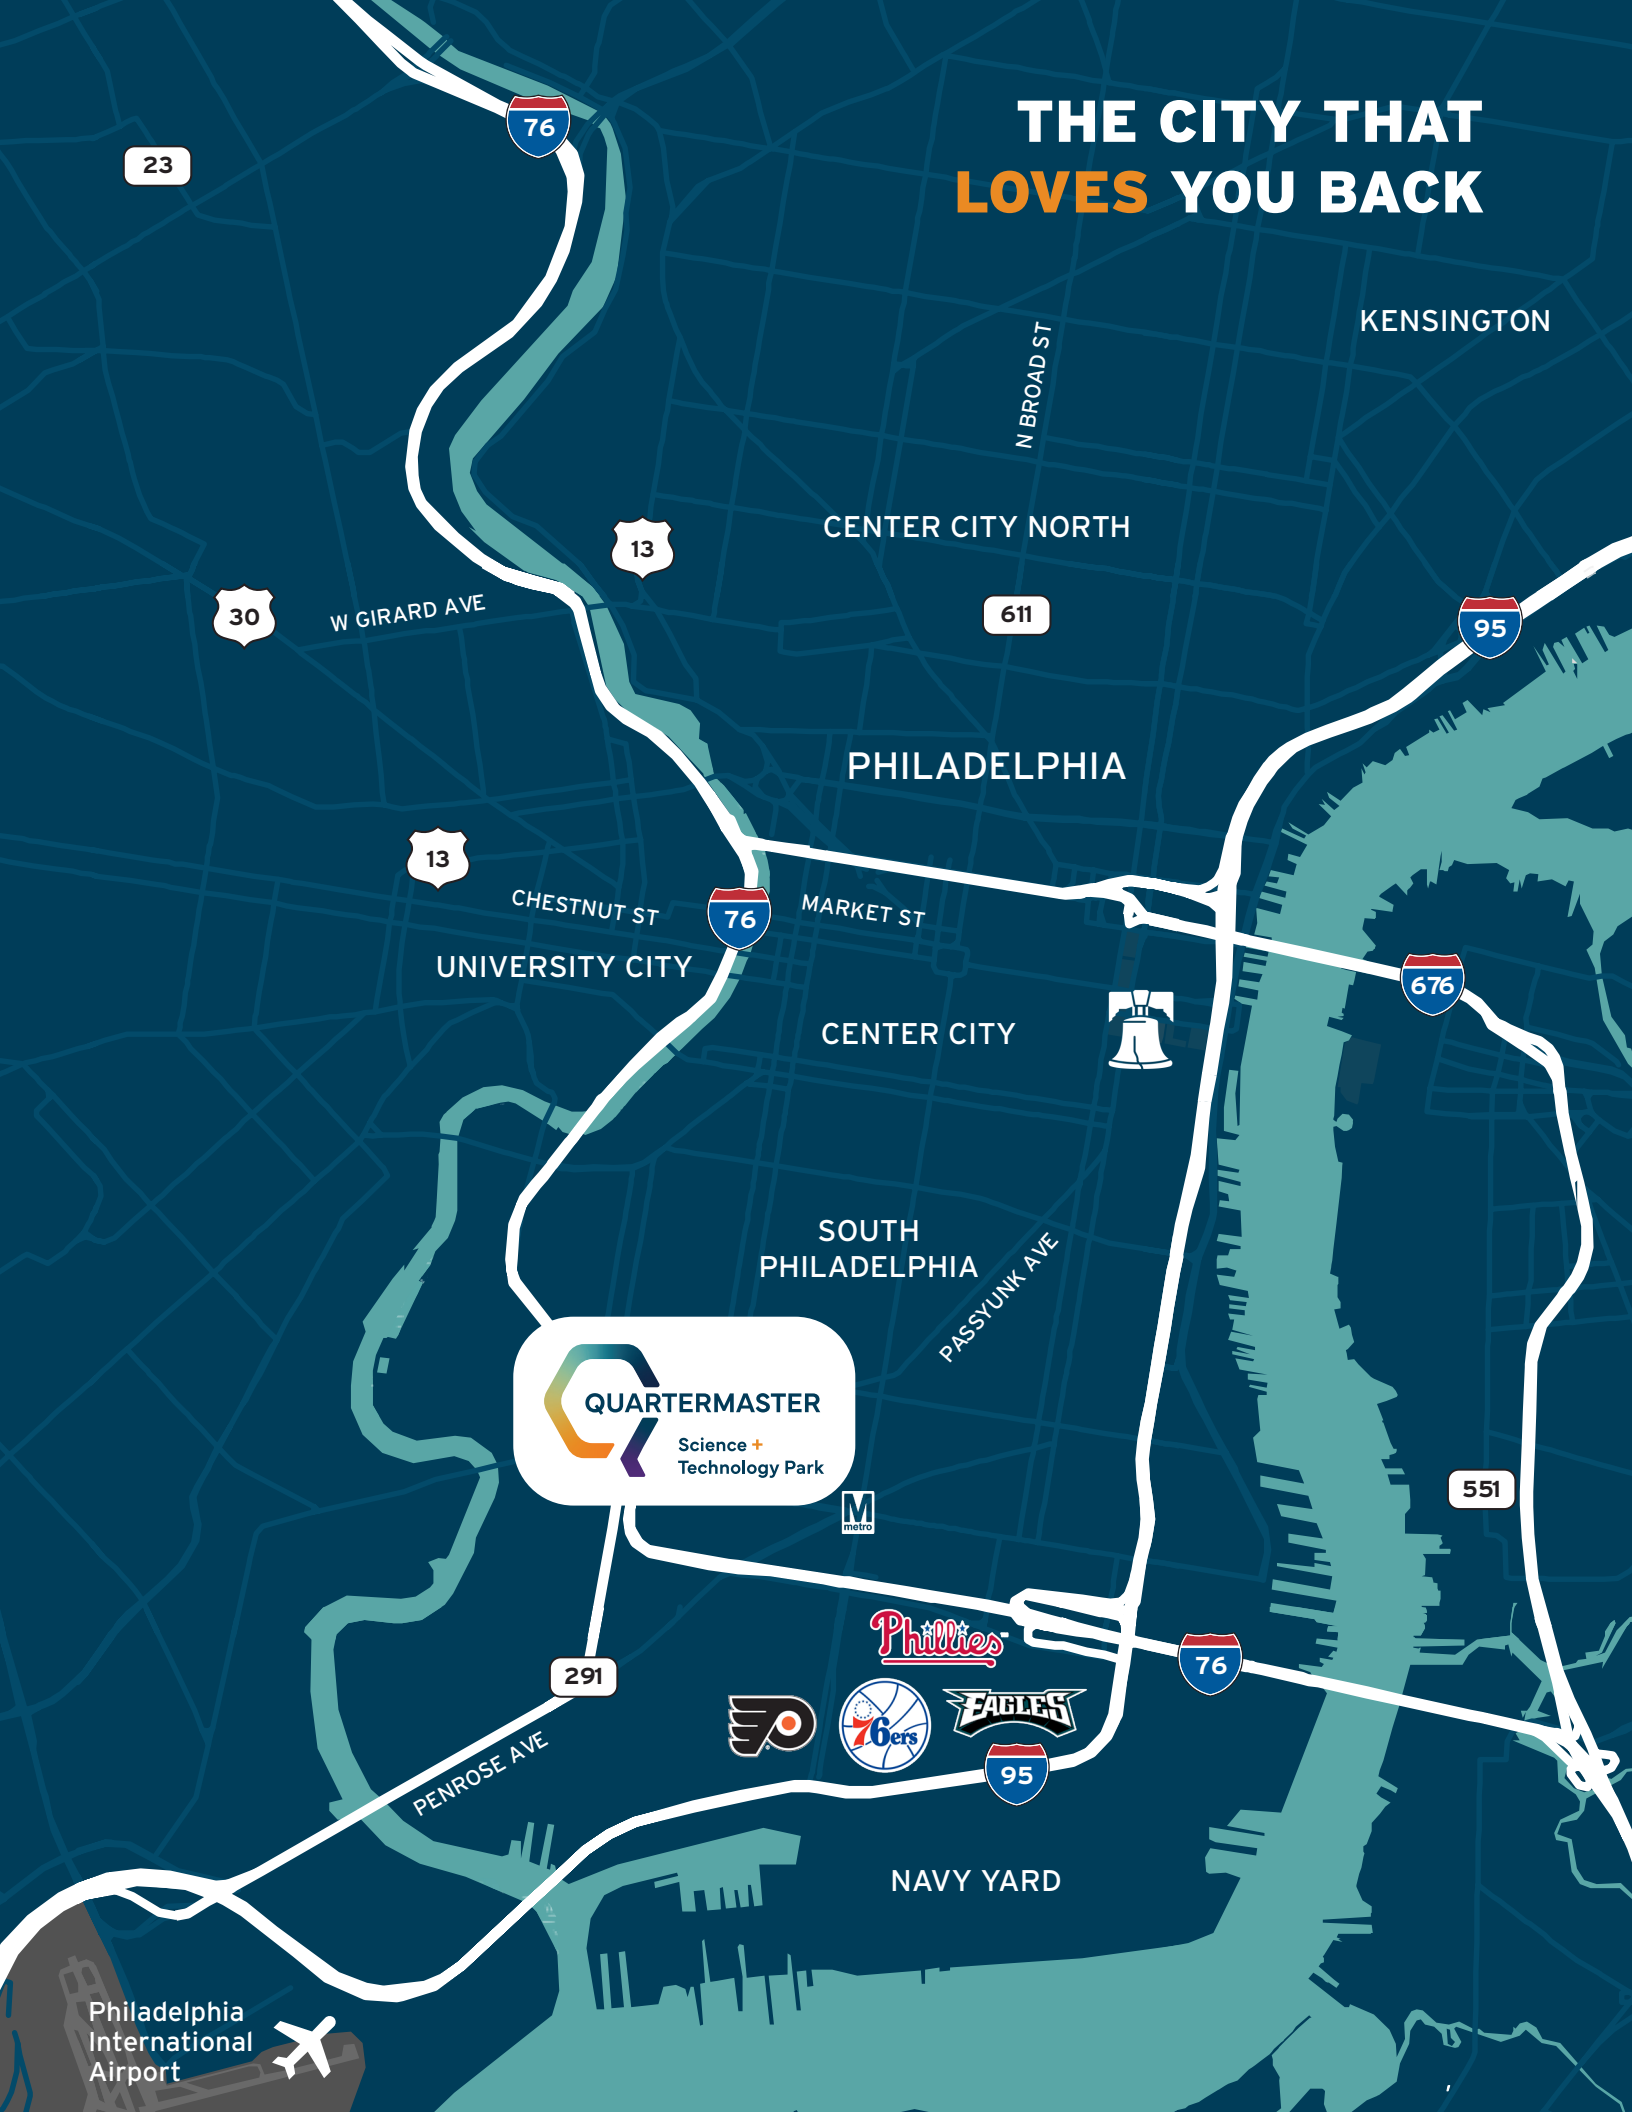 THE CITY THAT
LOVES YOU BACK
76
23
KENSINGTON
N BROAD ST
CENTER CITY NORTH
13
30
W GIRARD AVE
611
95
PHILADELPHIA
13
CHESTNUT ST
76
MARKET ST
UNIVERSITY CITY
676
CENTER CITY
SOUTH
PHILADELPHIA
PASSYUNK AVE
QUARTERMASTER
Science +
Technology Park
551
M
metro
Phillies
291
76
76ers
EAGLES
PENROSE AVE
95
NAVY YARD
Philadelphia
International
Airport
,